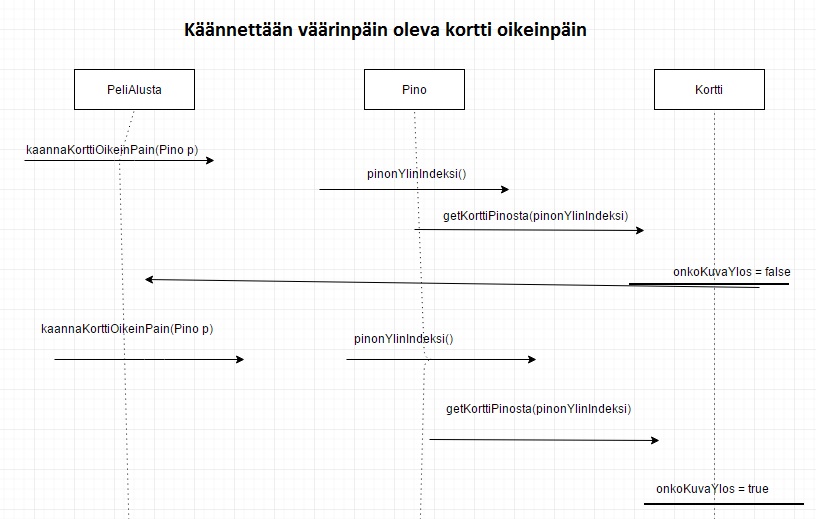 Käännettään väärinpäin oleva kortti oikeinpäin
PeliAlusta
Pino
Kortti
kaannaKorttiOikeinPain(Pino p)
pinonYlinIndeksi()
getKorttiPinosta(pinonYlinIndeksi)
onkoKuvaYlos = false
kaannaKorttiOikeinPain(Pino p)
pinonYlinIndeksi()
getKorttiPinosta(pinonYlinIndeksi)
onkoKuvaYlos = true